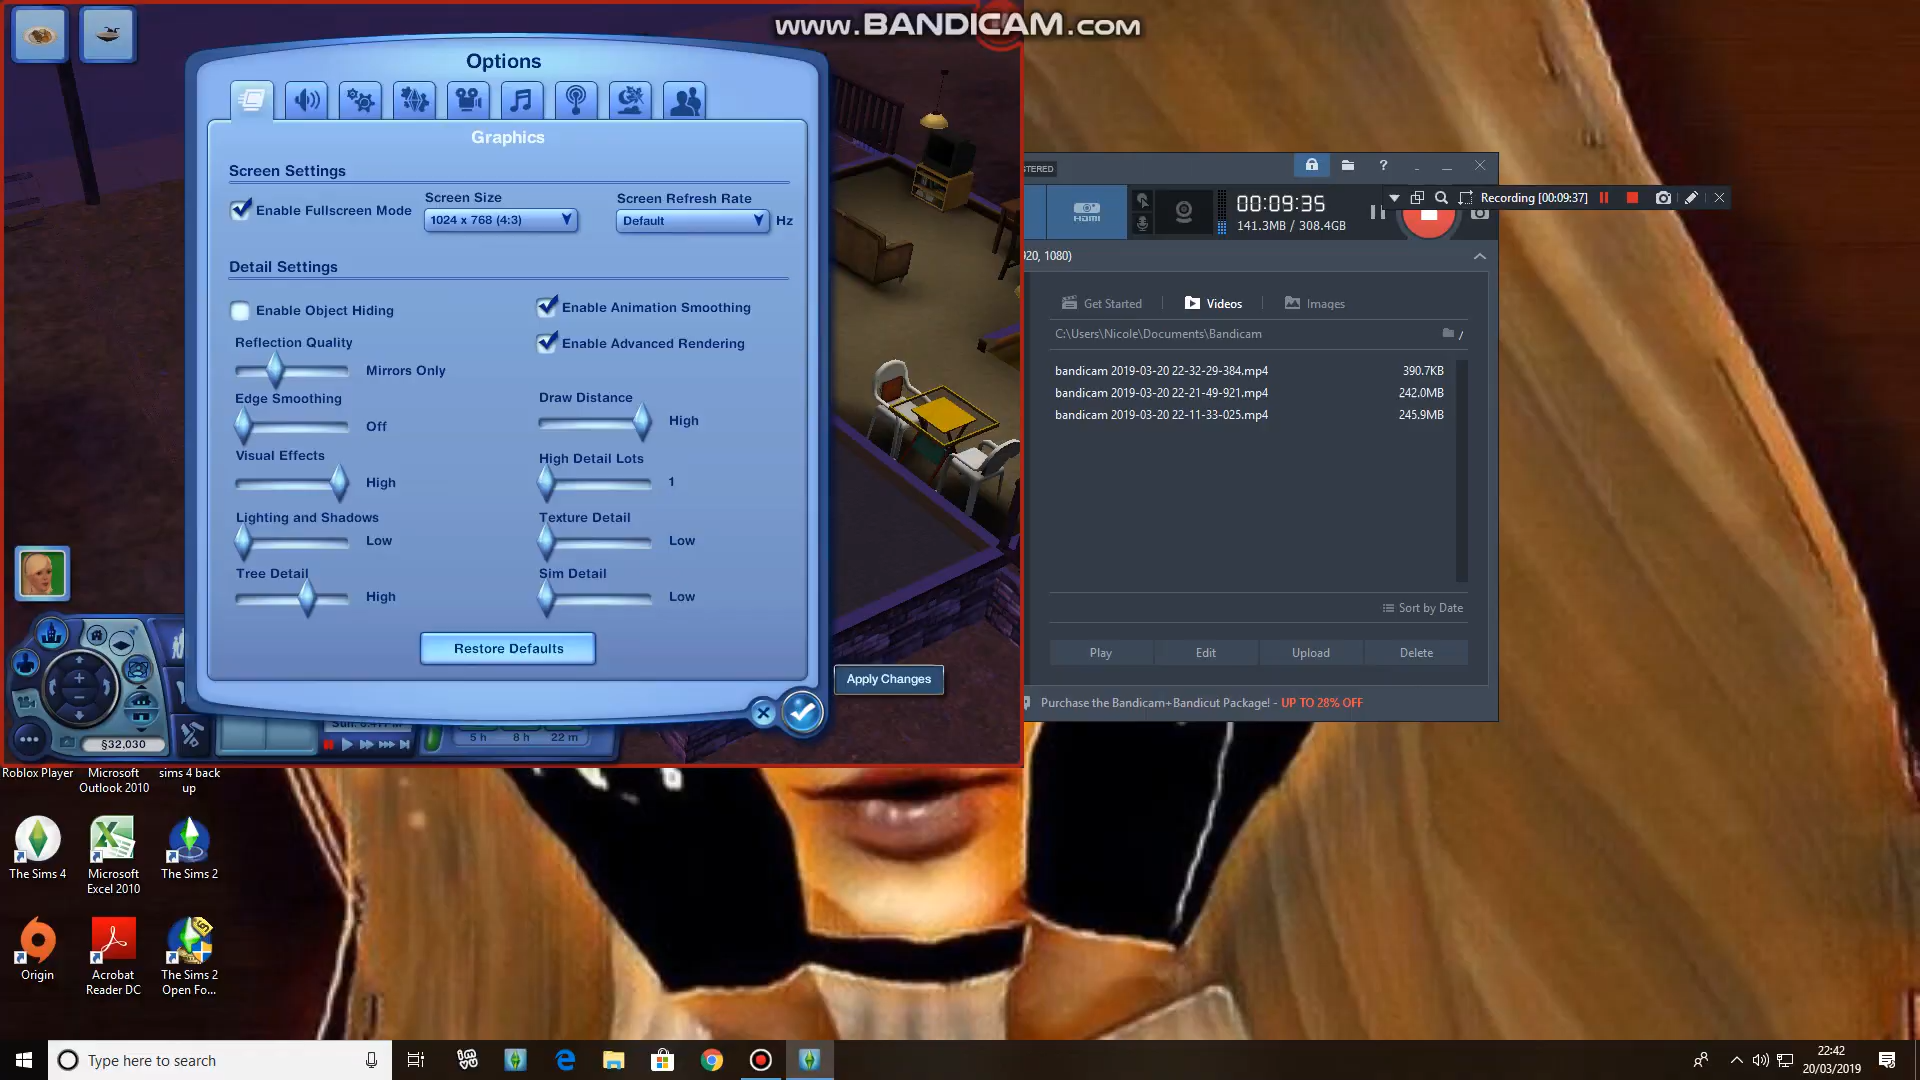 www.BANDICAM.com
Options
Graphics
Screen Settings
Enable Fullscreen Mode
Screen Size
1024 x 768 (4:3)
Screen Refresh Rate
Default
Hz
Detail Settings
Enable Object Hiding
Enable Animation Smoothing
Reflection Quality
Mirrors Only
Enable Advanced Rendering
Edge Smoothing
Off
Draw Distance
High
Visual Effects
High
High Detail Lots
1
Lighting and Shadows
Low
Texture Detail
Low
Tree Detail
High
Sim Detail
Low
Restore Defaults
Apply Changes
§32,030
5 h
8 h
22 m
TERED
?
00:09:35
141.3MB / 308.4GB
Recording [00:09:37]
20, 1080)
Get Started
Videos
Images
C:\Users\Nicole\Documents\Bandicam
/
bandicam 2019-03-20 22-32-29-384.mp4
390.7KB
bandicam 2019-03-20 22-21-49-921.mp4
242.0MB
bandicam 2019-03-20 22-11-33-025.mp4
245.9MB
Sort by Date
Play
Edit
Upload
Delete
Purchase the Bandicam+Bandicut Package! - UP TO 28% OFF
Roblox Player
Microsoft
Outlook 2010
sims 4 back
up
The Sims 4
Microsoft
Excel 2010
The Sims 2
Origin
Acrobat
Reader DC
The Sims 2
Open Fo...
Type here to search
22:42
20/03/2019